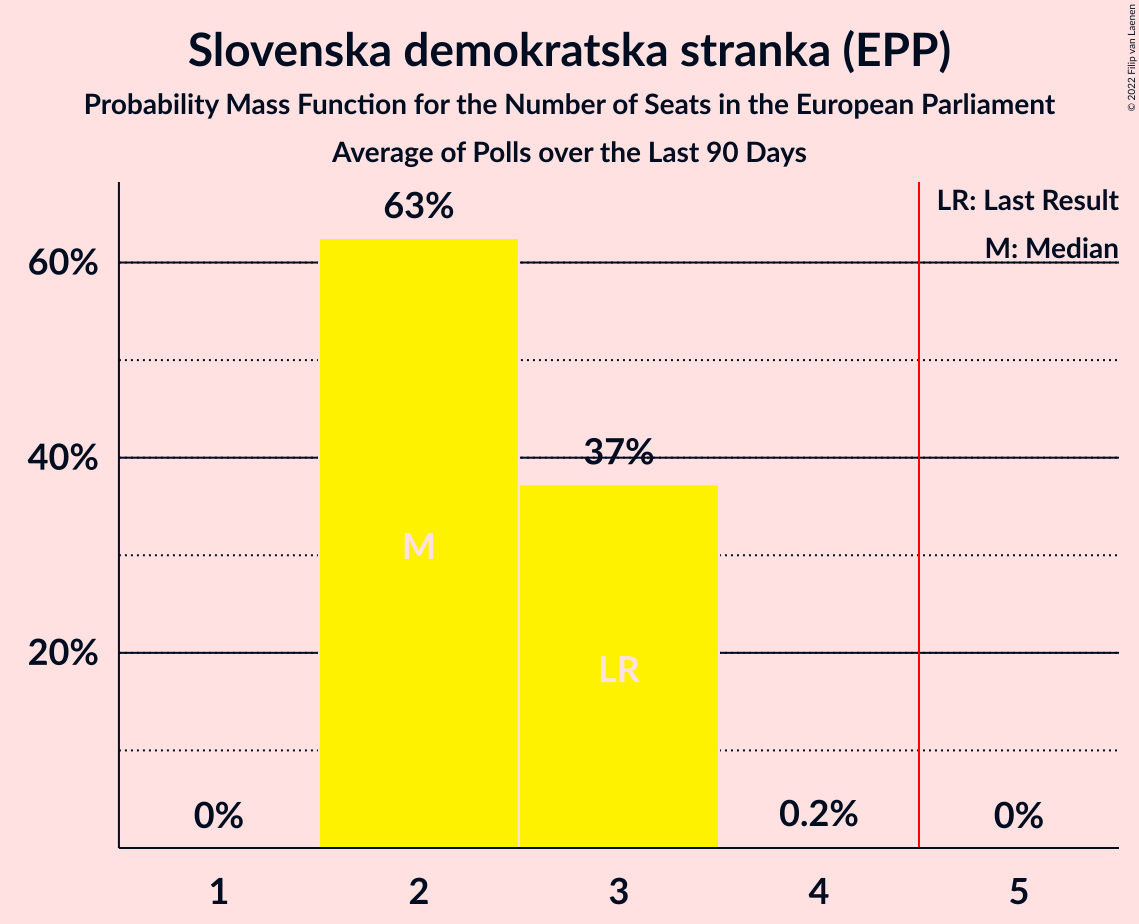 Slovenska demokratska stranka (EPP)
Probability Mass Function for the Number of Seats in the European Parliament
Average of Polls over the Last 90 Days
© 2022 Filip van Laenen
LR: Last Result
M: Median
63%
60%
37%
40%
M
LR
20%
0%
0.2%
0%
1 2 3 4 5